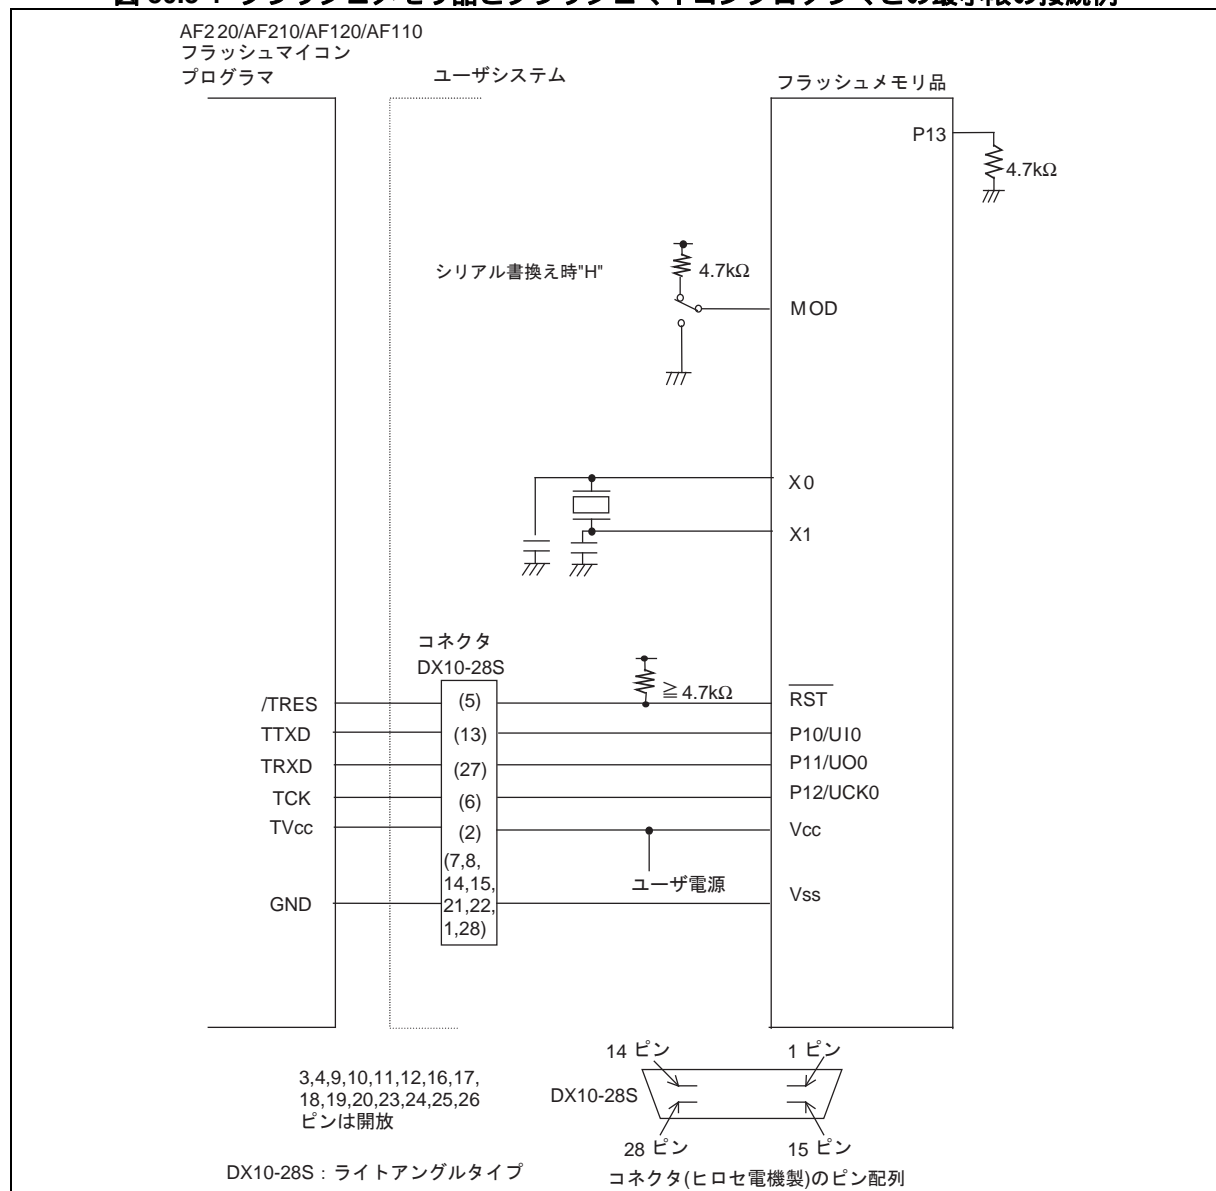 AF220/AF210/AF120/AF110
フラッシュマイコン
プログラマ
ユーザシステム
フラッシュメモリ品
P13
4.7kΩ
シリアル書換え時"H"
4.7kΩ
MOD
X0
X1
コネクタ
DX10-28S
≧ 4.7kΩ
/TRES
(5)
RST
TTXD
(13)
P10/UI0
TRXD
(27)
P11/UO0
TCK
(6)
P12/UCK0
TVcc
(2)
Vcc
ユーザ電源
GND
(7,8,
14,15,
21,22,
1,28)
Vss
3,4,9,10,11,12,16,17,
18,19,20,23,24,25,26
ピンは開放
DX10-28S：ライトアングルタイプ
14 ピン
1 ピン
DX10-28S
28 ピン
15 ピン
コネクタ(ヒロセ電機製)のピン配列